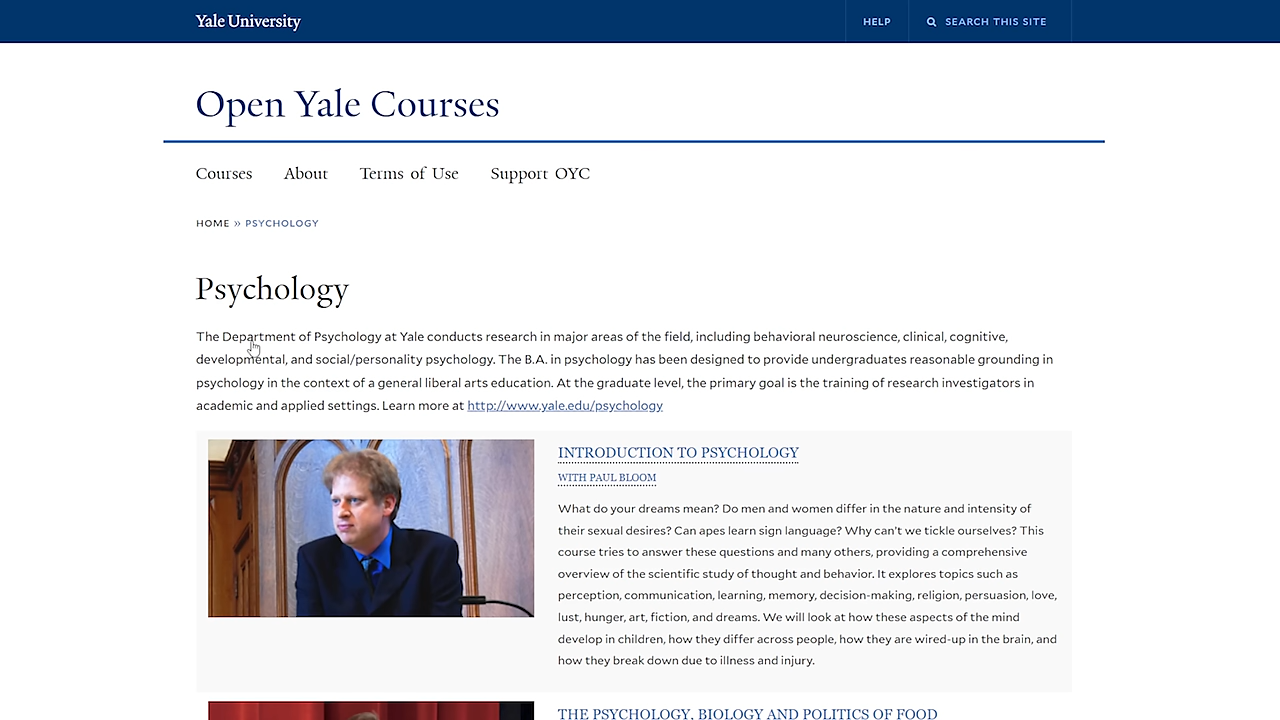 Yale University
HELP
SEARCH THIS SITE
Open Yale Courses
Courses
About
Terms of Use
Support OYC
HOME » PSYCHOLOGY
Psychology
The Department of Psychology at Yale conducts research in major areas of the field, including behavioral neuroscience, clinical, cognitive,
developmental, and social/personality psychology. The B.A. in psychology has been designed to provide undergraduates reasonable grounding in
psychology in the context of a general liberal arts education. At the graduate level, the primary goal is the training of research investigators in
academic and applied settings. Learn more at http://www.yale.edu/psychology
INTRODUCTION TO PSYCHOLOGY
WITH PAUL BLOOM
What do your dreams mean? Do men and women differ in the nature and intensity of
their sexual desires? Can apes learn sign language? Why can't we tickle ourselves? This
course tries to answer these questions and many others, providing a comprehensive
overview of the scientific study of thought and behavior. It explores topics such as
perception, communication, learning, memory, decision-making, religion, persuasion, love,
lust, hunger, art, fiction, and dreams. We will look at how these aspects of the mind
develop in children, how they differ across people, how they are wired-up in the brain, and
how they break down due to illness and injury.
THE PSYCHOLOGY, BIOLOGY AND POLITICS OF FOOD